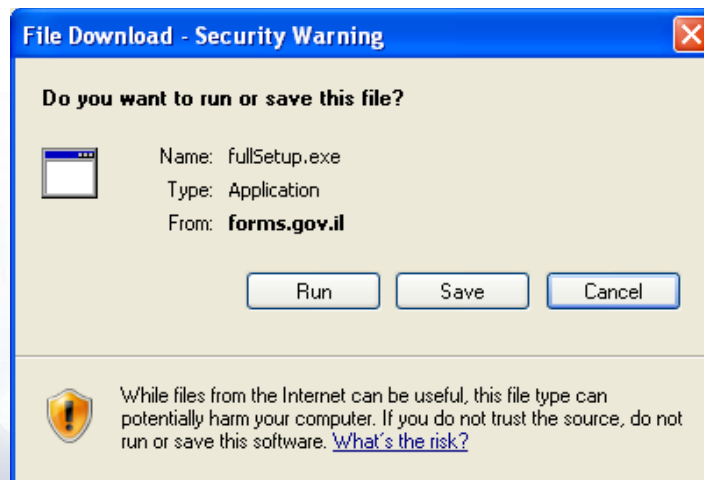 File Download - Security Warning
Do you want to run or save this file?
Name: fullSetup.exe
Type: Application
From: forms.gov.il
Run Save Cancel
While files from the Internet can be useful, this file type can
potentially harm your computer. If you do not trust the source, do not
run or save this software. What's the risk?